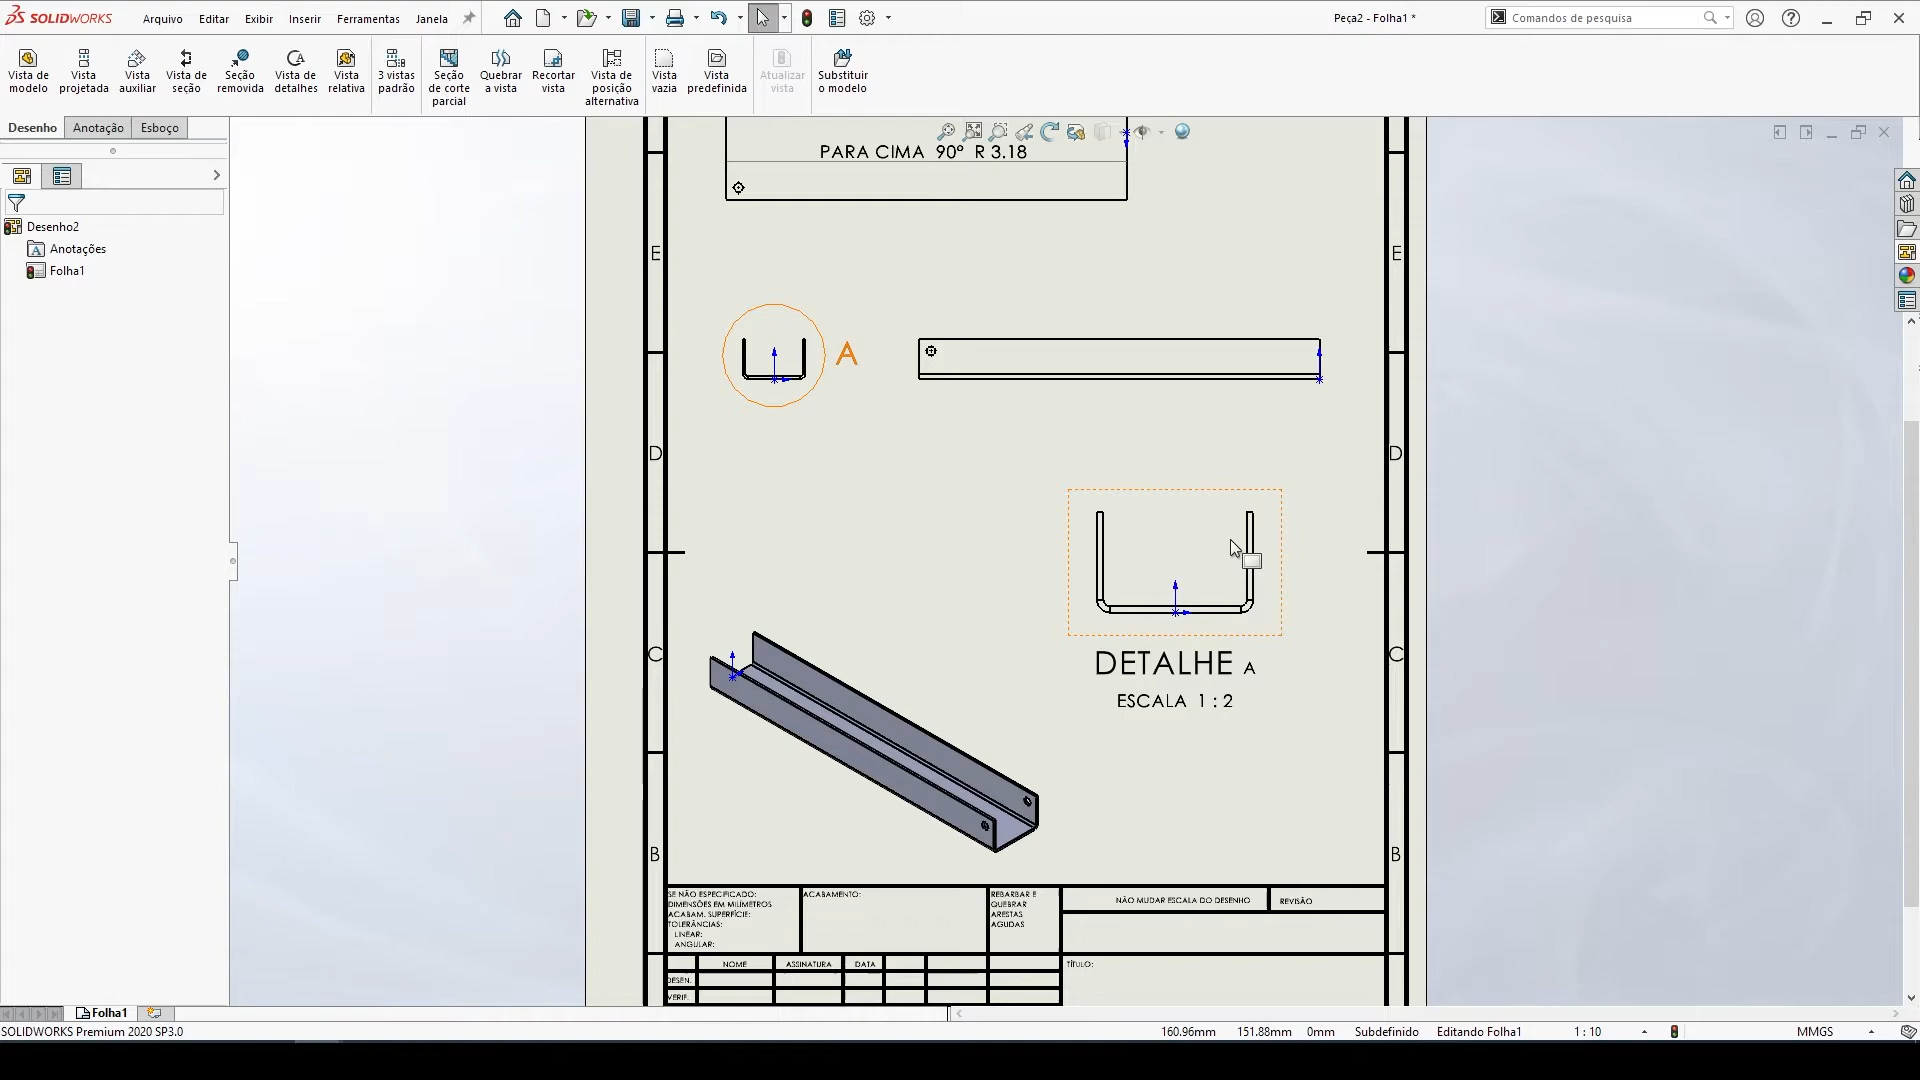 SOLIDWORKS
Arquivo Editar Exibir Inserir Ferramentas Janela
Peça2 - Folha1 *
Comandos de pesquisa
Vista de modelo
Vista projetada
Vista auxiliar
Vista de seção
Seção removida
Vista de detalhes
Vista relativa
3 vistas padrão
Seção de corte parcial
Quebrar a vista
Recortar vista
Vista de posição alternativa
Vista vazia
Vista predefinida
Atualizar vista
Substituir o modelo
Desenho Anotação Esboço
Desenho2
Anotações
Folha1
PARA CIMA 90° R 3.18
E E
A
D D
DETALHE A
ESCALA 1 : 2
C C
B B
SE NÃO ESPECIFICADO:
DIMENSÕES EM MILÍMETROS
ACABAM. SUPERFÍCIE:
TOLERÂNCIAS:
LINEAR:
ANGULAR:
ACABAMENTO:
REBARBAR E
QUEBRAR
ARESTAS
AGUDAS
NÃO MUDAR ESCALA DO DESENHO
REVISÃO
NOME ASSINATURA DATA
TÍTULO:
DESEN.
VERIF.
Folha1
SOLIDWORKS Premium 2020 SP3.0
160.96mm 151.88mm 0mm Subdefinido Editando Folha1 1 : 10 MMGS